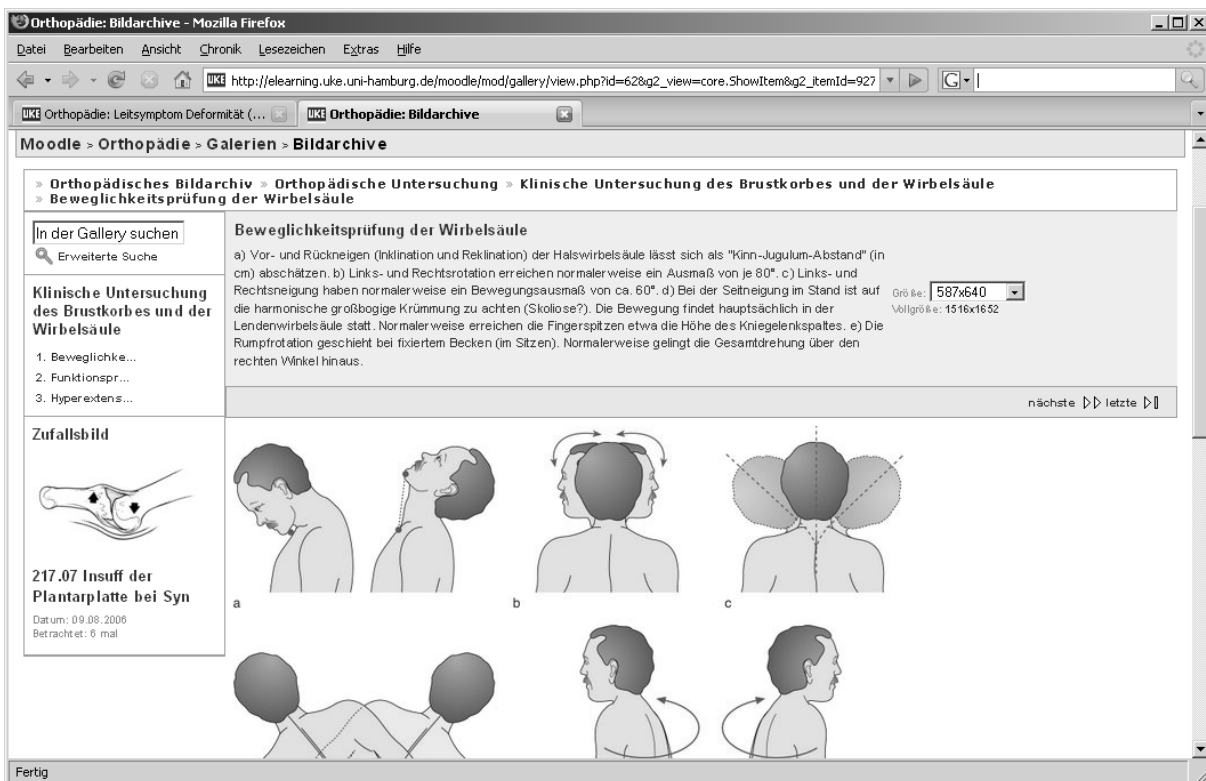 Orthopädie: Bildarchive - Mozilla Firefox
Datei Bearbeiten Ansicht Chronik Lesezeichen Extras Hilfe
UKE http://elearning.uke.uni-hamburg.de/moodle/mod/gallery/view.php?id=62&g2_view=core.ShowItem&g2_itemId=927 G
UKE Orthopädie: Leitsymptom Deformität (... UKE Orthopädie: Bildarchive
Moodle > Orthopädie > Galerien > Bildarchive
» Orthopädisches Bildarchiv » Orthopädische Untersuchung » Klinische Untersuchung des Brustkorbes und der Wirbelsäule
» Beweglichkeitsprüfung der Wirbelsäule
In der Gallery suchen
Erweiterte Suche
Klinische Untersuchung
des Brustkorbes und der
Wirbelsäule
1. Beweglichke...
2. Funktionspr...
3. Hyperextens...
Zufallsbild
217.07 Insuff der
Plantarplatte bei Syn
Datum: 09.08.2006
Betrachtet: 6 mal
Beweglichkeitsprüfung der Wirbelsäule
a) Vor- und Rückneigen (Inklination und Reklination) der Halswirbelsäule lässt sich als "Kinn-Jugulum-Abstand" (in
cm) abschätzen. b) Links- und Rechtsrotation erreichen normalerweise ein Ausmaß von je 80°. c) Links- und
Rechtsneigung haben normalerweise ein Bewegungsausmaß von ca. 60°. d) Bei der Seitneigung im Stand ist auf
die harmonische großbogige Krümmung zu achten (Skoliose?). Die Bewegung findet hauptsächlich in der
Lendenwirbelsäule statt. Normalerweise erreichen die Fingerspitzen etwa die Höhe des Kniegelenkspaltes. e) Die
Rumpfrotation geschieht bei fixiertem Becken (im Sitzen). Normalerweise gelingt die Gesamtdrehung über den
rechten Winkel hinaus.
Größe: 587x640
Vollgröße: 1516x1652
nächste letzte
a b c
Fertig